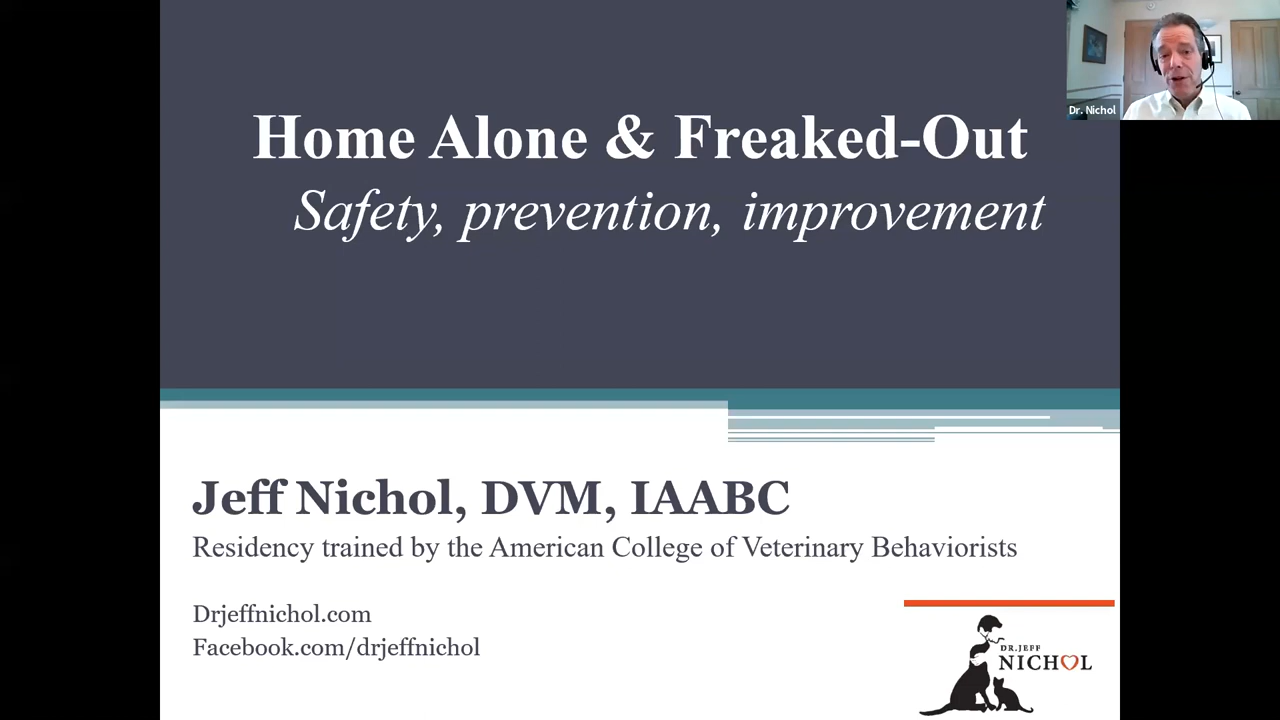 Home Alone & Freaked-Out
Safety, prevention, improvement
Dr. Nichol
Jeff Nichol, DVM, IAABC
Residency trained by the American College of Veterinary Behaviorists
Drjeffnichol.com
Facebook.com/drjeffnichol
DR. JEFF
NICHOL